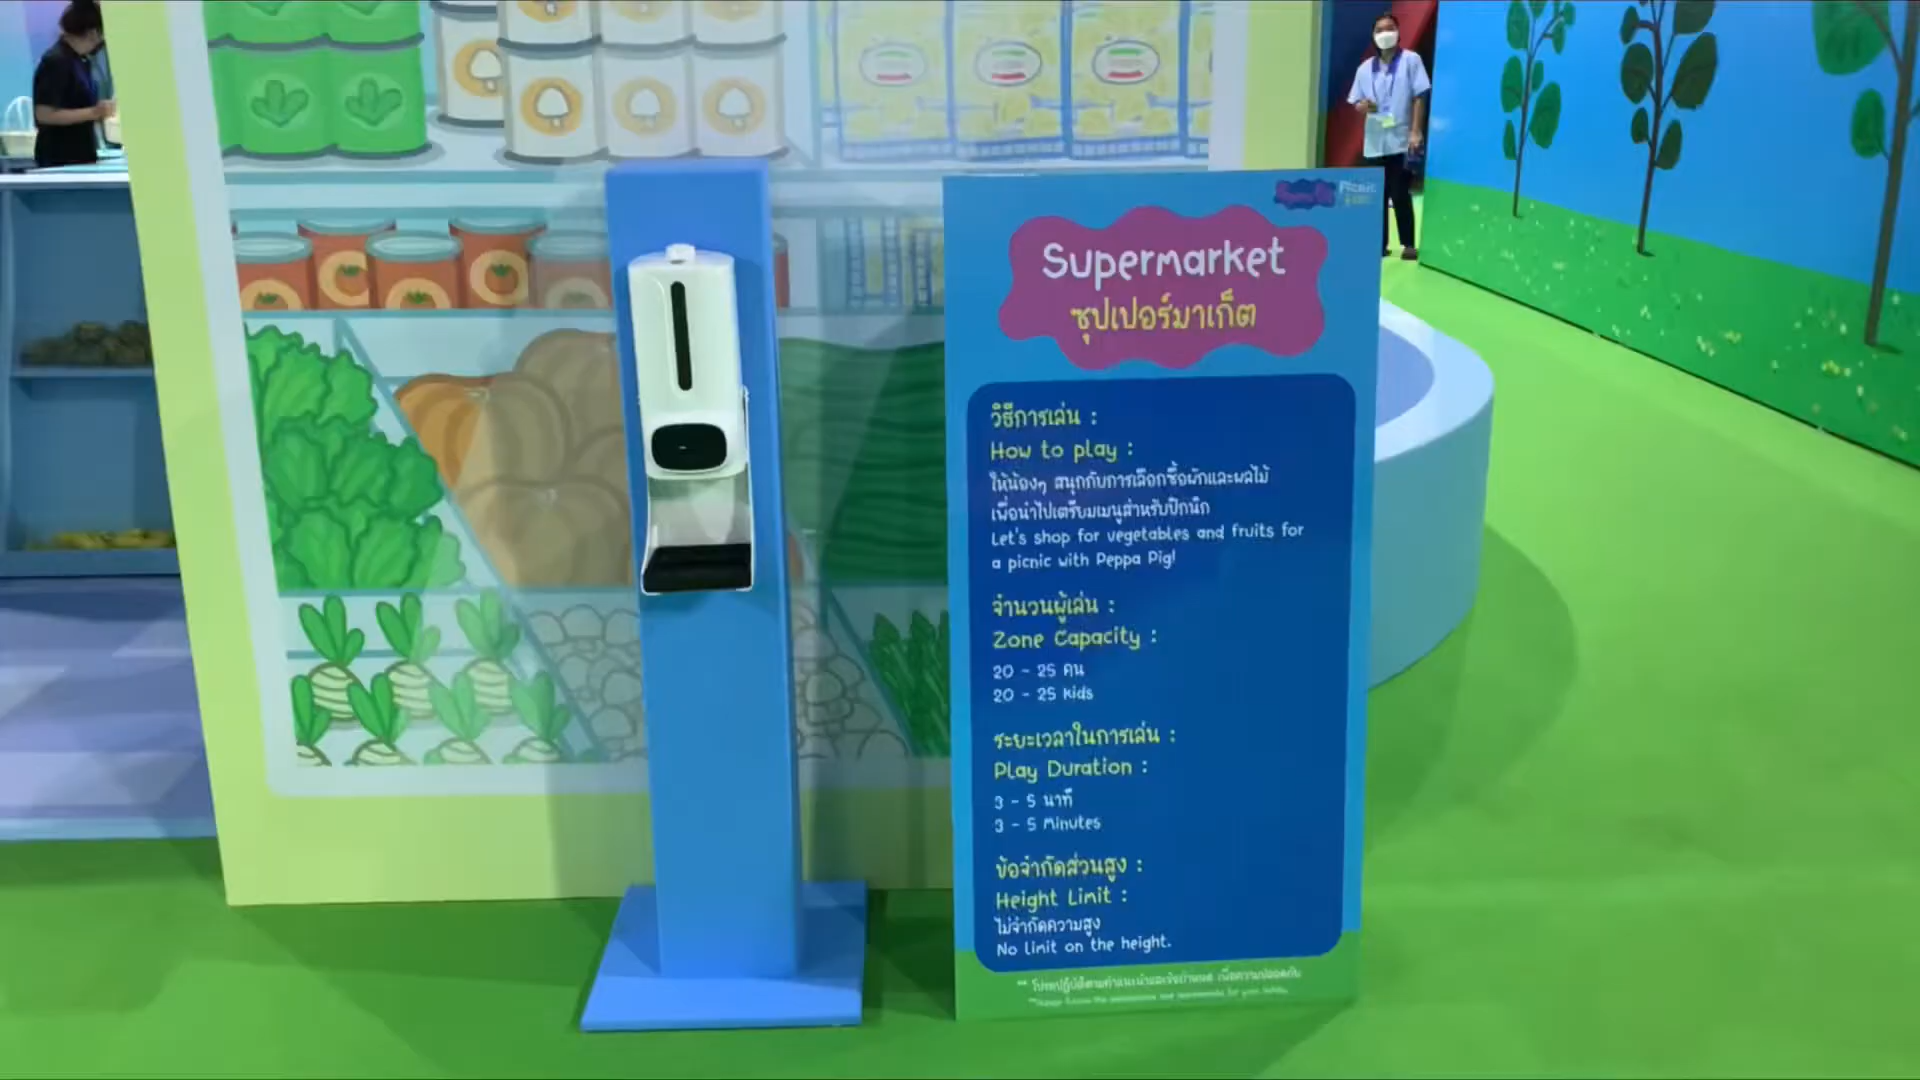 Supermarket
ซุปเปอร์มาเก็ต
วิธีการเล่น :
How to play :
ให้น้องๆ สนุกกับการเลือกซื้อผักและผลไม้
เพื่อนำไปเตรียมเมนูสำหรับปิกนิก
Let's shop for vegetables and fruits for
a picnic with Peppa Pig!
จำนวนผู้เล่น :
Zone Capacity :
20 - 25 คน
20 - 25 kids
ระยะเวลาในการเล่น :
Play Duration :
3 - 5 นาที
3 - 5 Minutes
ข้อจำกัดส่วนสูง :
Height Limit :
ไม่จำกัดความสูง
No limit on the height.